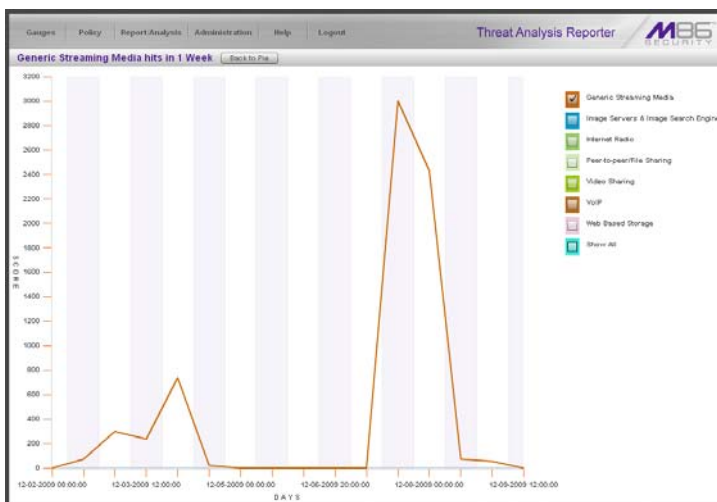 Gauges Policy Report/Analysis Administration Help Logout
Threat Analysis Reporter
M86 SECURITY
Generic Streaming Media hits in 1 Week Back to Pie
3200
3000
2800
2600
2400
2200
2000
1800
1600
1400
1200
1000
800
600
400
200
0
SCORE
12-02-2009 00:00:00 12-03-2009 12:00:00 12-05-2009 08:00:00 12-06-2009 20:00:00 12-08-2009 00:00:00 12-09-2009 12:00:00
DAYS
Generic Streaming Media
Image Servers & Image Search Engine
Internet Radio
Peer-to-peer/File Sharing
Video Sharing
VoIP
Web Based Storage
Show All